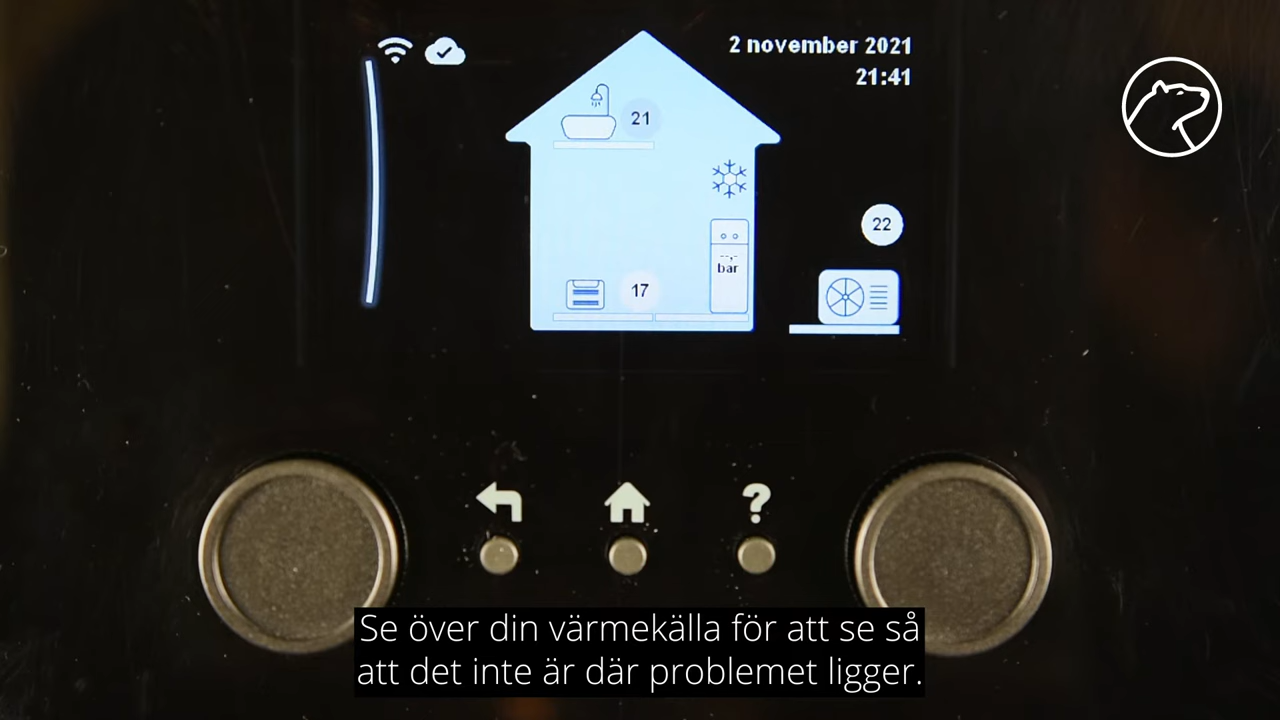 2 november 2021
21:41
21
22
--,-
bar
17
?
Se över din värmekälla för att se så
att det inte är där problemet ligger.